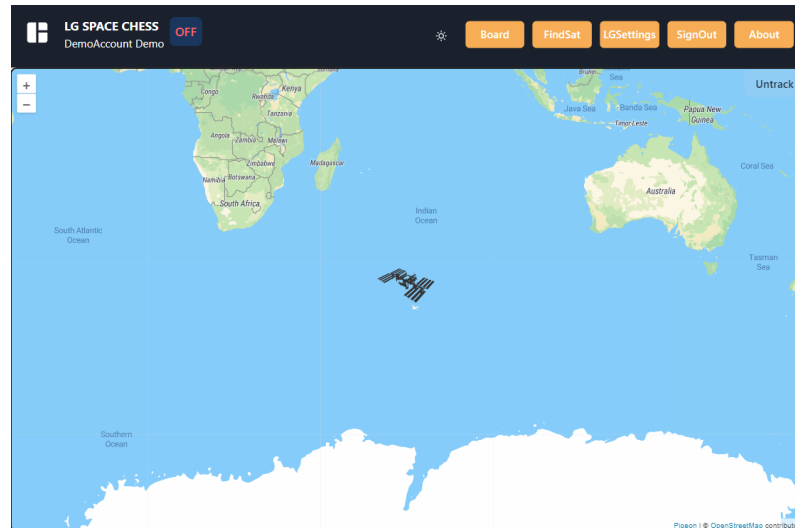 LG SPACE CHESS
DemoAccount Demo
OFF
Board
FindSat
LGSettings
SignOut
About
+
−
Untrack
Congo
Rwanda
Kenya
Tanzania
Angola
Zambia
Malawi
Zimbabwe
Namibia
Botswana
Madagascar
South Africa
South Atlantic
Ocean
Indian
Ocean
Brunei
Sea
Java Sea
Banda Sea
Timor-Leste
Papua New
Guinea
Coral Sea
Australia
Tasman
Sea
Southern
Ocean
Pigeon | © OpenStreetMap contribut